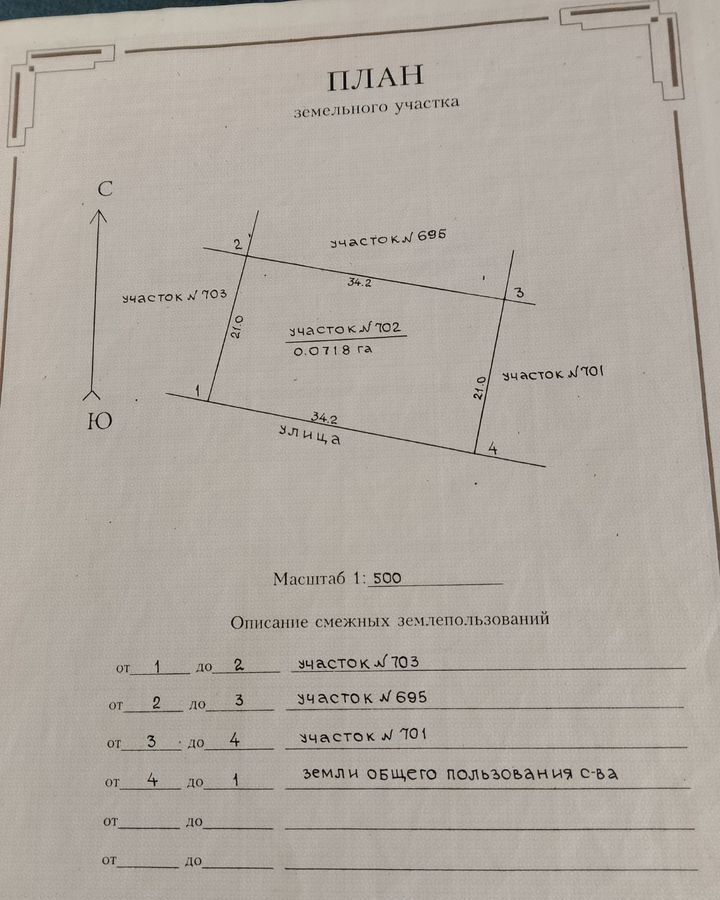 ПЛАН
земельного участка
С
2
участок № 695
34.2
3
участок № 703
21.0
участок № 702
0.0718 га
участок № 701
21.0
1
Ю
34.2
улица
4
Масштаб 1: 500
Описание смежных землепользований
от 1 до 2 участок № 703
от 2 до 3 участок № 695
от 3 до 4 участок № 701
от 4 до 1 земли общего пользования с-ва
от до
от до